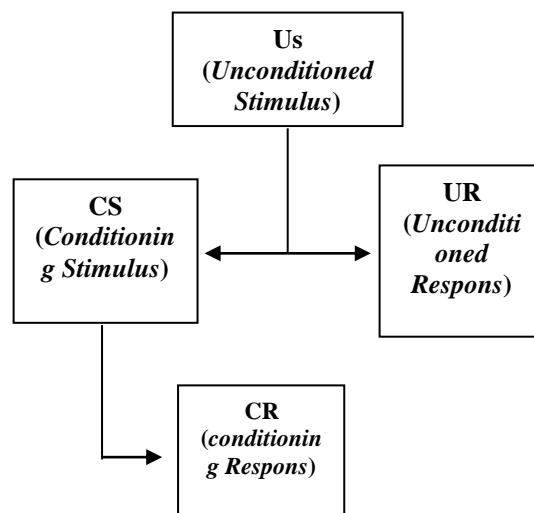 Us
(Unconditioned
Stimulus)
CS
(Conditionin
g Stimulus)
UR
(Unconditi
oned
Respons)
CR
(conditionin
g Respons)